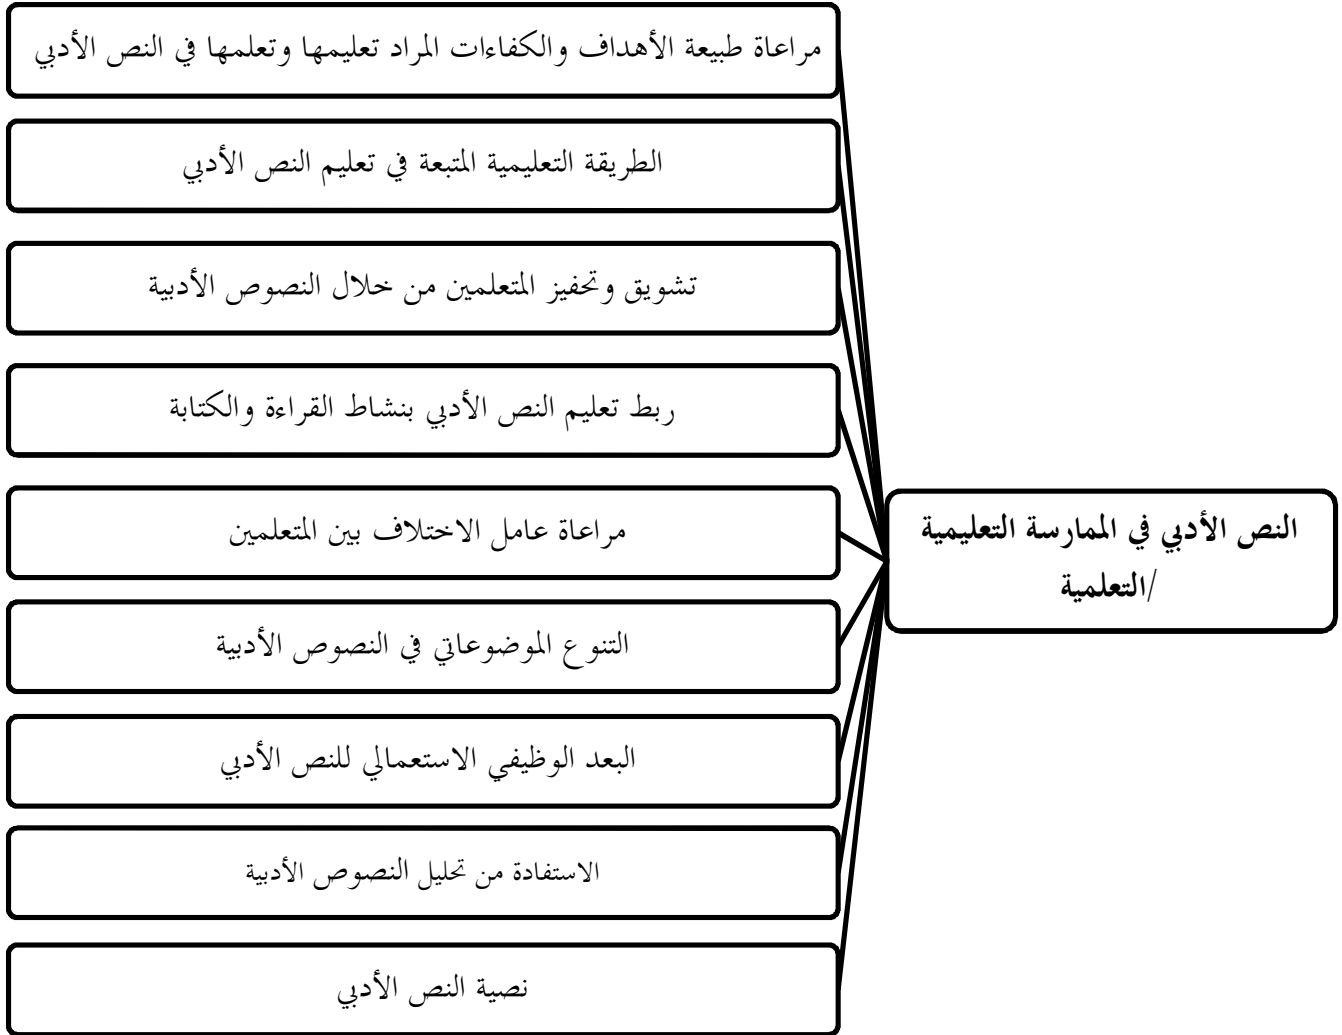 مراعاة طبيعة الأهداف والكفاءات المراد تعليمها وتعلمها في النص الأدبي
الطريقة التعليمية المتبعة في تعليم النص الأدبي
تشويق وتحفيز المتعلمين من خلال النصوص الأدبية
ربط تعليم النص الأدبي بنشاط القراءة والكتابة
النص الأدبي في الممارسة التعليمية
/التعلمية
مراعاة عامل الاختلاف بين المتعلمين
التنوع الموضوعاتي في النصوص الأدبية
البعد الوظيفي الاستعمالي للنص الأدبي
الاستفادة من تحليل النصوص الأدبية
نصية النص الأدبي